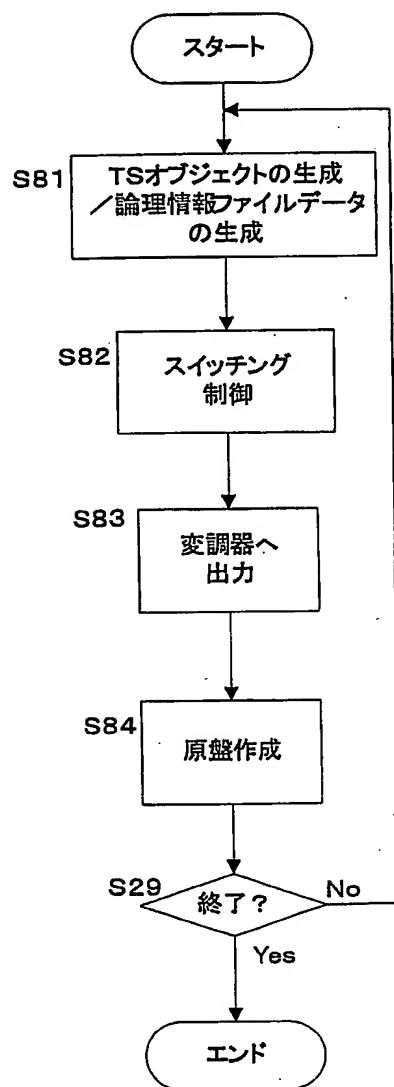 スタート
S81
TSオブジェクトの生成
／論理情報ファイルデータ
の生成
S82
スイッチング
制御
S83
変調器へ
出力
S84
原盤作成
S29
終了？
No
Yes
エンド